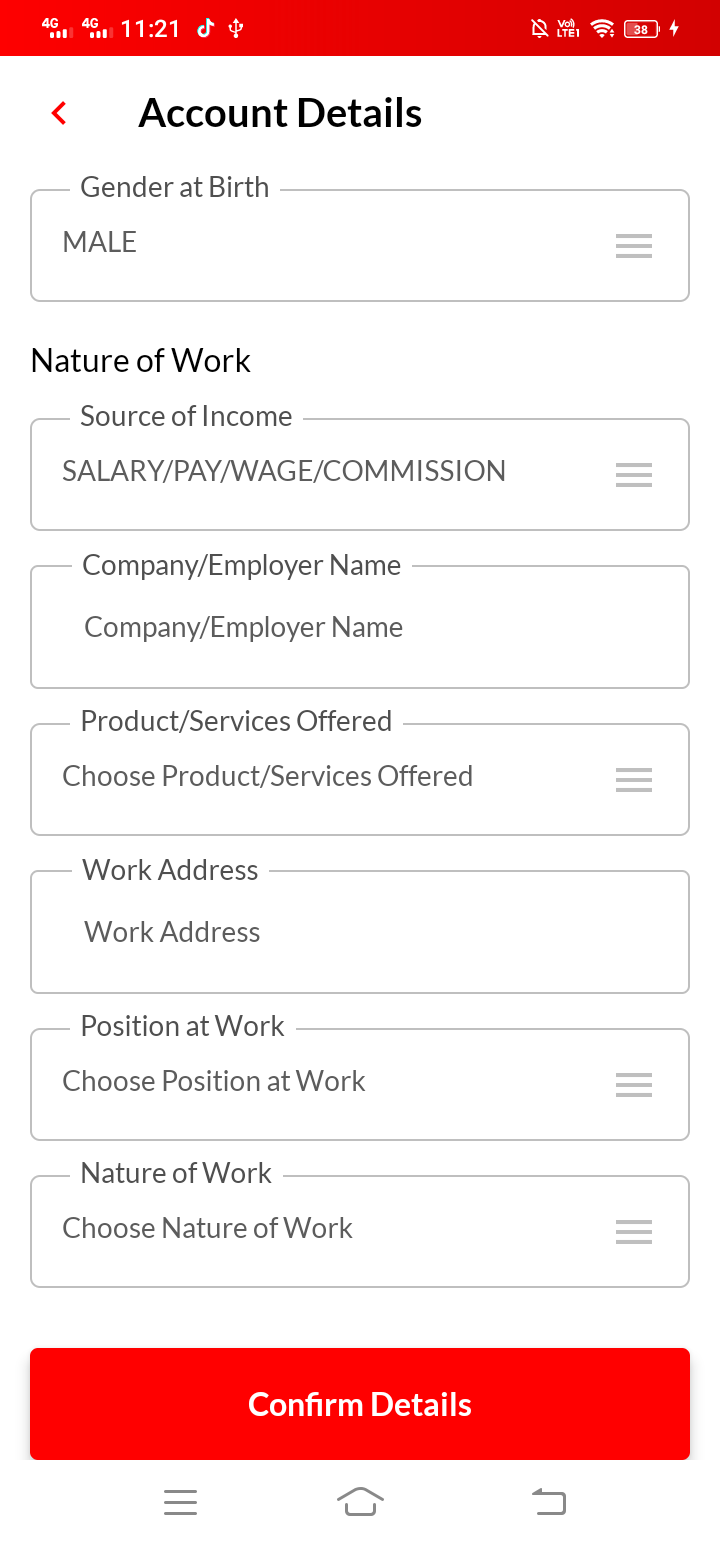 4G 4G 11:21 Vo) LTE1 38
Account Details
Gender at Birth
MALE
Nature of Work
Source of Income
SALARY/PAY/WAGE/COMMISSION
Company/Employer Name
Company/Employer Name
Product/Services Offered
Choose Product/Services Offered
Work Address
Work Address
Position at Work
Choose Position at Work
Nature of Work
Choose Nature of Work
Confirm Details